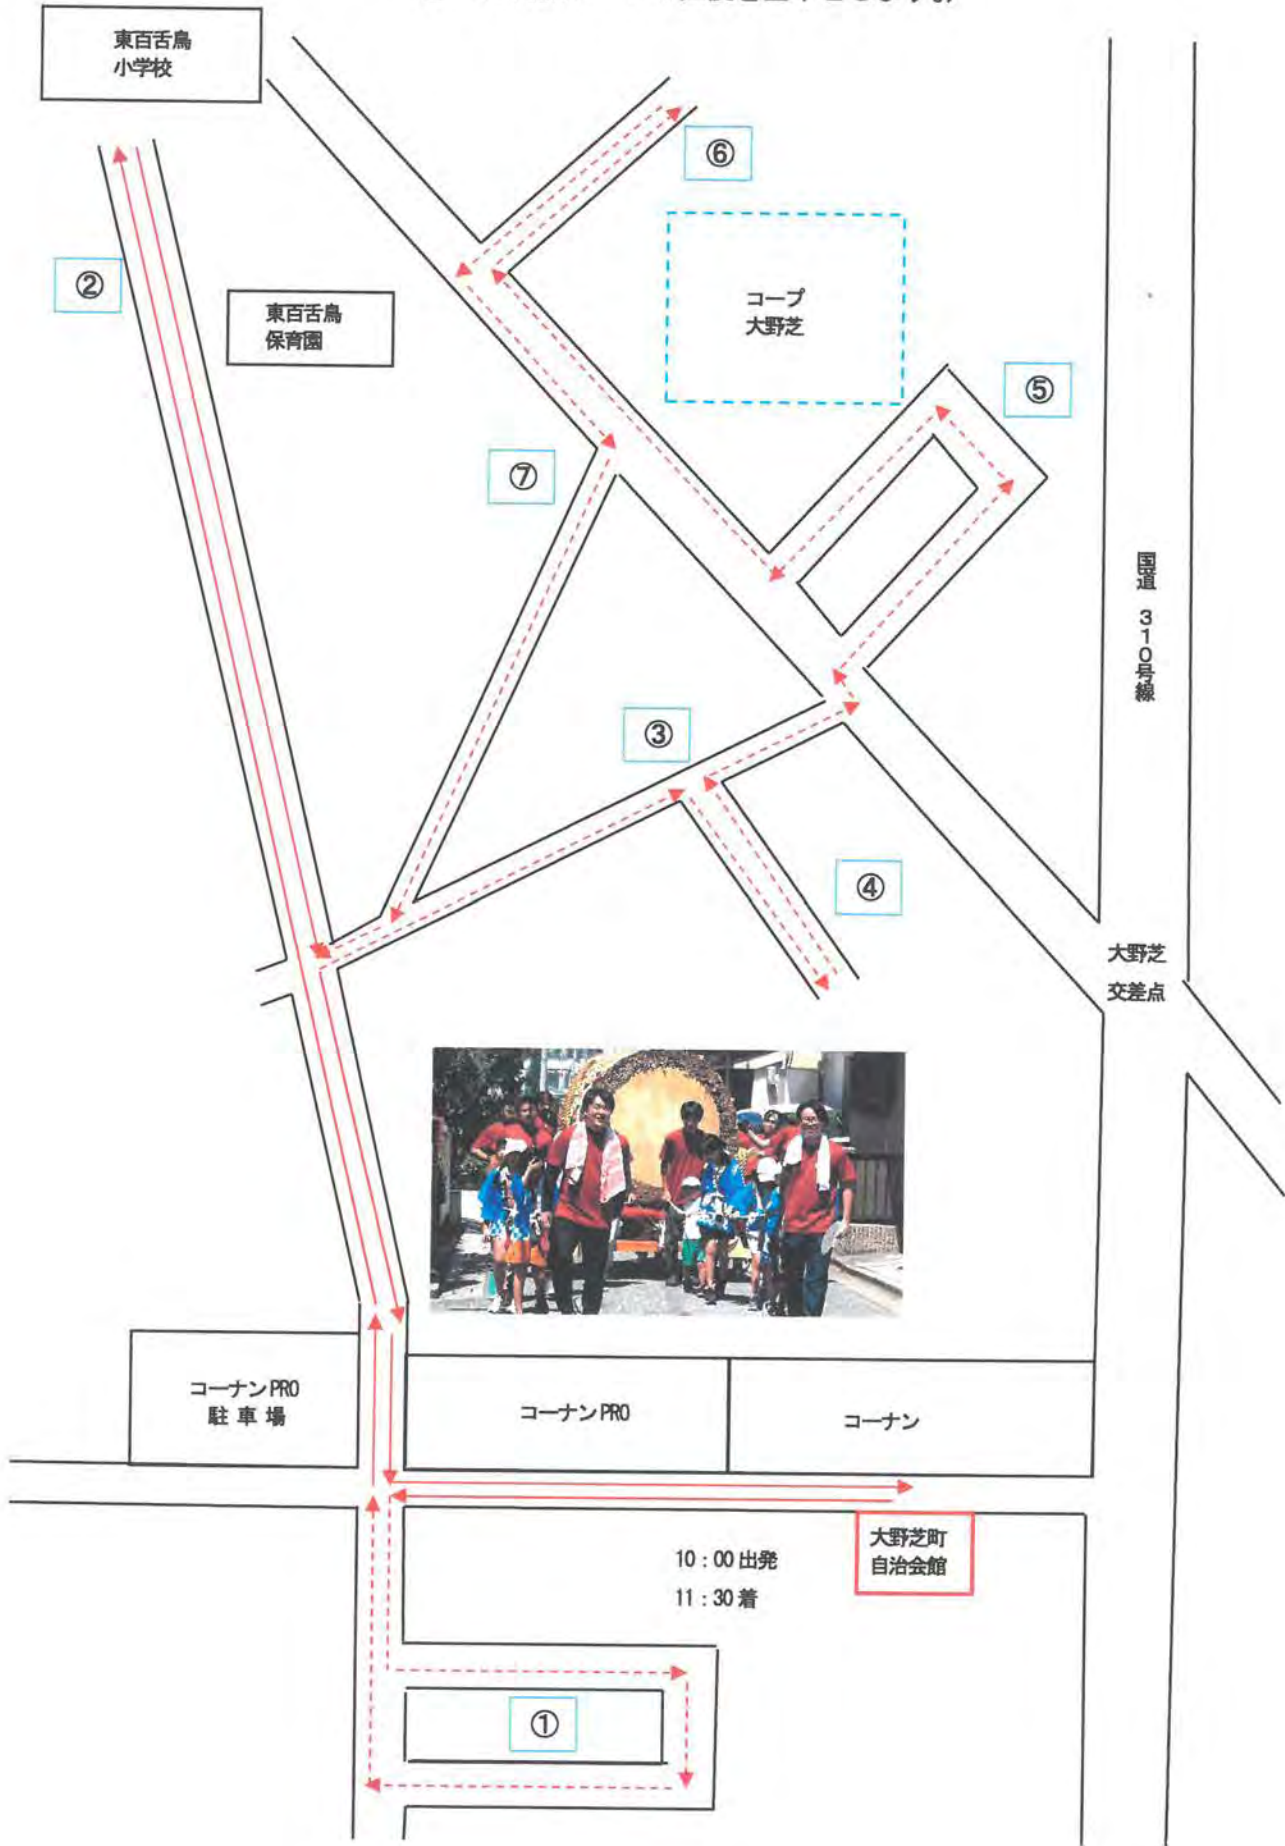 東百舌鳥
小学校
⑥
②
東百舌鳥
保育園
コープ
大野芝
⑤
⑦
国道 310号線
③
④
大野芝
交差点
コーナンPRO
駐車場
コーナンPRO
コーナン
大野芝町
自治会館
10:00出発
11:30着
①